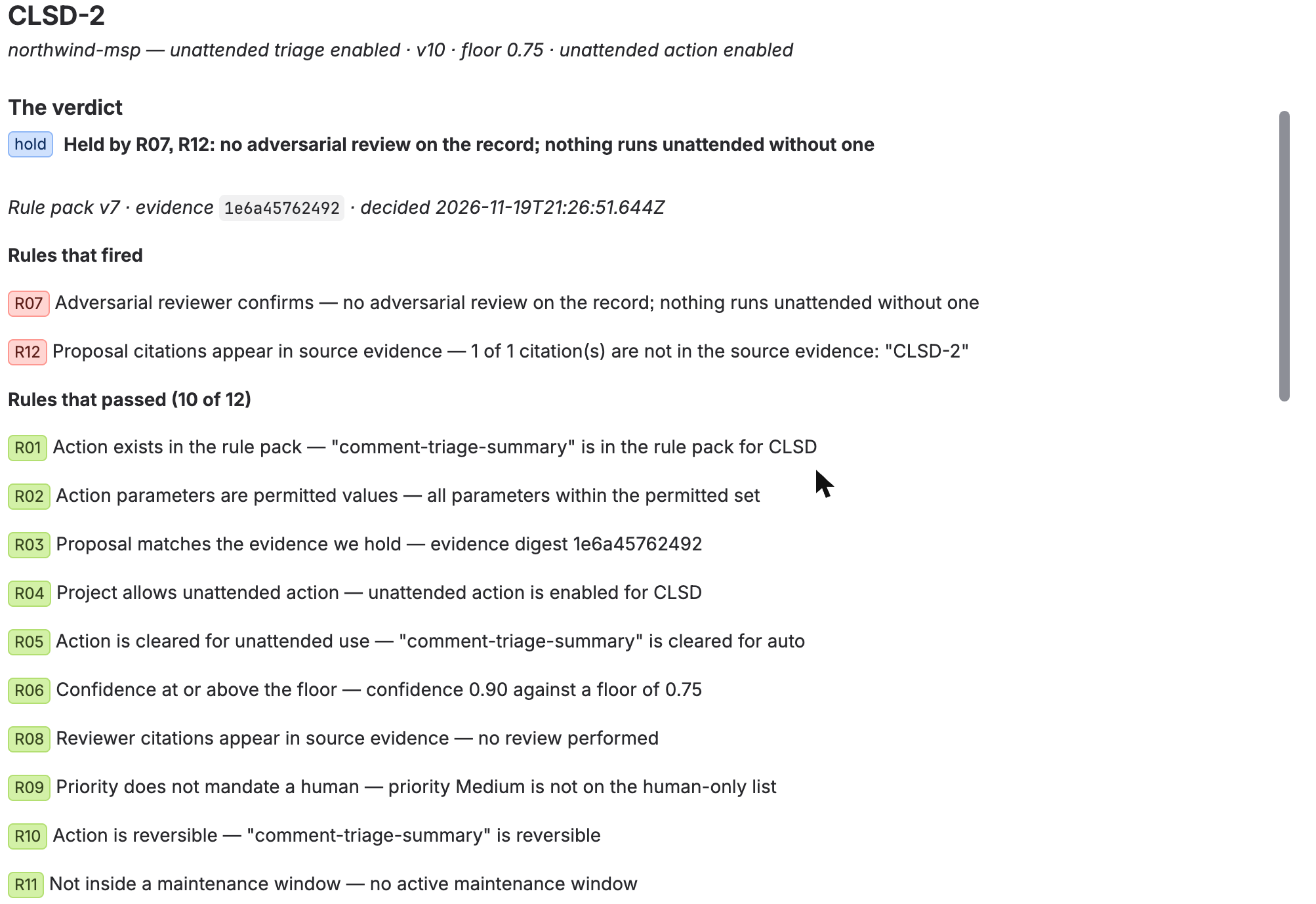 CLSD-2
northwind-msp — unattended triage enabled · v10 · floor 0.75 · unattended action enabled
The verdict
hold Held by R07, R12: no adversarial review on the record; nothing runs unattended without one
Rule pack v7 · evidence 1e6a45762492 · decided 2026-11-19T21:26:51.644Z
Rules that fired
R07 Adversarial reviewer confirms — no adversarial review on the record; nothing runs unattended without one
R12 Proposal citations appear in source evidence — 1 of 1 citation(s) are not in the source evidence: "CLSD-2"
Rules that passed (10 of 12)
R01 Action exists in the rule pack — "comment-triage-summary" is in the rule pack for CLSD
R02 Action parameters are permitted values — all parameters within the permitted set
R03 Proposal matches the evidence we hold — evidence digest 1e6a45762492
R04 Project allows unattended action — unattended action is enabled for CLSD
R05 Action is cleared for unattended use — "comment-triage-summary" is cleared for auto
R06 Confidence at or above the floor — confidence 0.90 against a floor of 0.75
R08 Reviewer citations appear in source evidence — no review performed
R09 Priority does not mandate a human — priority Medium is not on the human-only list
R10 Action is reversible — "comment-triage-summary" is reversible
R11 Not inside a maintenance window — no active maintenance window